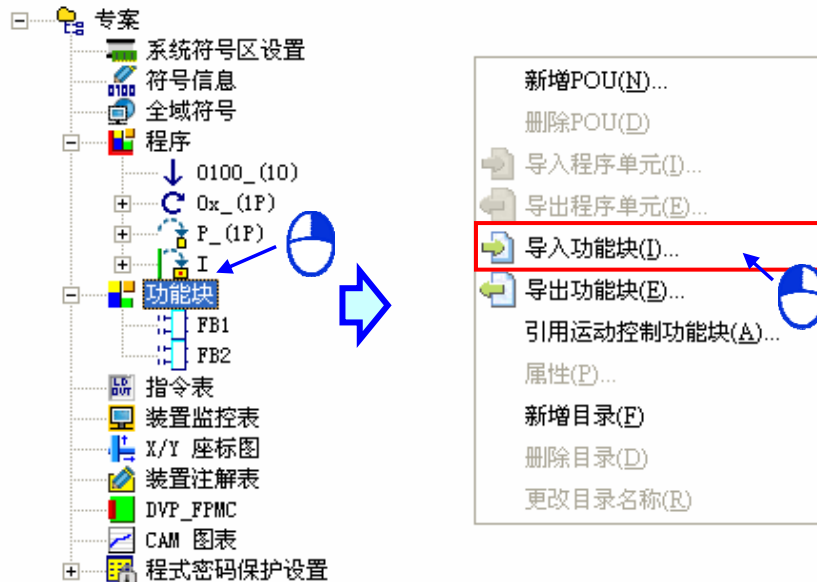 专案
系统符号区设置
符号信息
全域符号
程序
O100_(10)
Ox_(1P)
P_(1P)
I
功能块
FB1
FB2
指令表
装置监控表
X/Y 座标图
装置注解表
DVP_FPMC
CAM 图表
程式密码保护设置
新增POU(N)...
删除POU(D)
导入程序单元(I)...
导出程序单元(E)...
导入功能块(I)...
导出功能块(E)...
引用运动控制功能块(A)...
属性(P)...
新增目录(F)
删除目录(D)
更改目录名称(R)